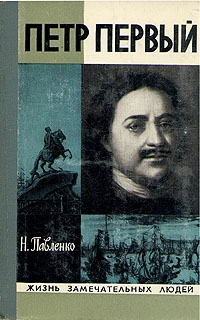 ПЕТР ПЕРВЫЙ
Н. Павленко
ЖИЗНЬ ЗАМЕЧАТЕЛЬНЫХ ЛЮДЕЙ